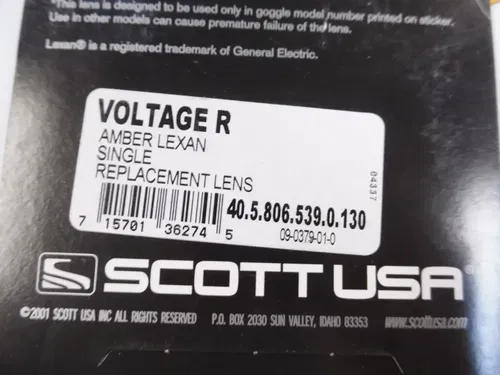 *This lens is designed to be used only in goggle model number printed on sticker.
Use in other models can cause premature failure of the lens.
Lexan® is a registered trademark of General Electric.
VOLTAGE R
AMBER LEXAN
SINGLE
REPLACEMENT LENS
04337
7 15701 36274 5
40.5.806.539.0.130
09-0379-01-0
SCOTT USA
©2001 SCOTT USA INC ALL RIGHTS RESERVED P.O. BOX 2030 SUN VALLEY, IDAHO 83353 www.scottusa.com